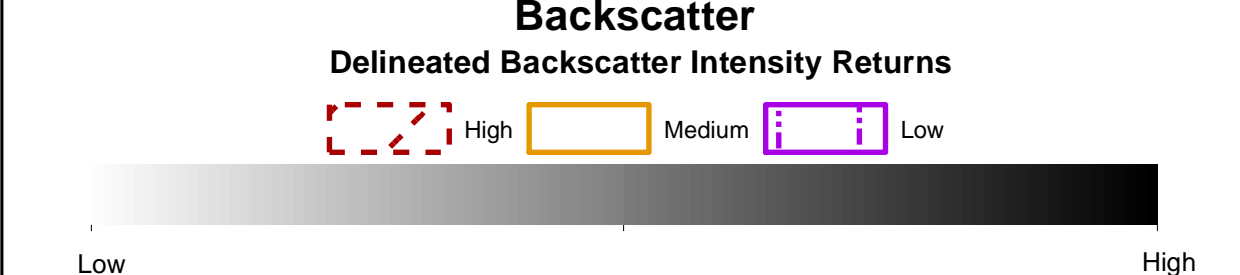 Backscatter
Delineated Backscatter Intensity Returns
High Medium Low
Low High